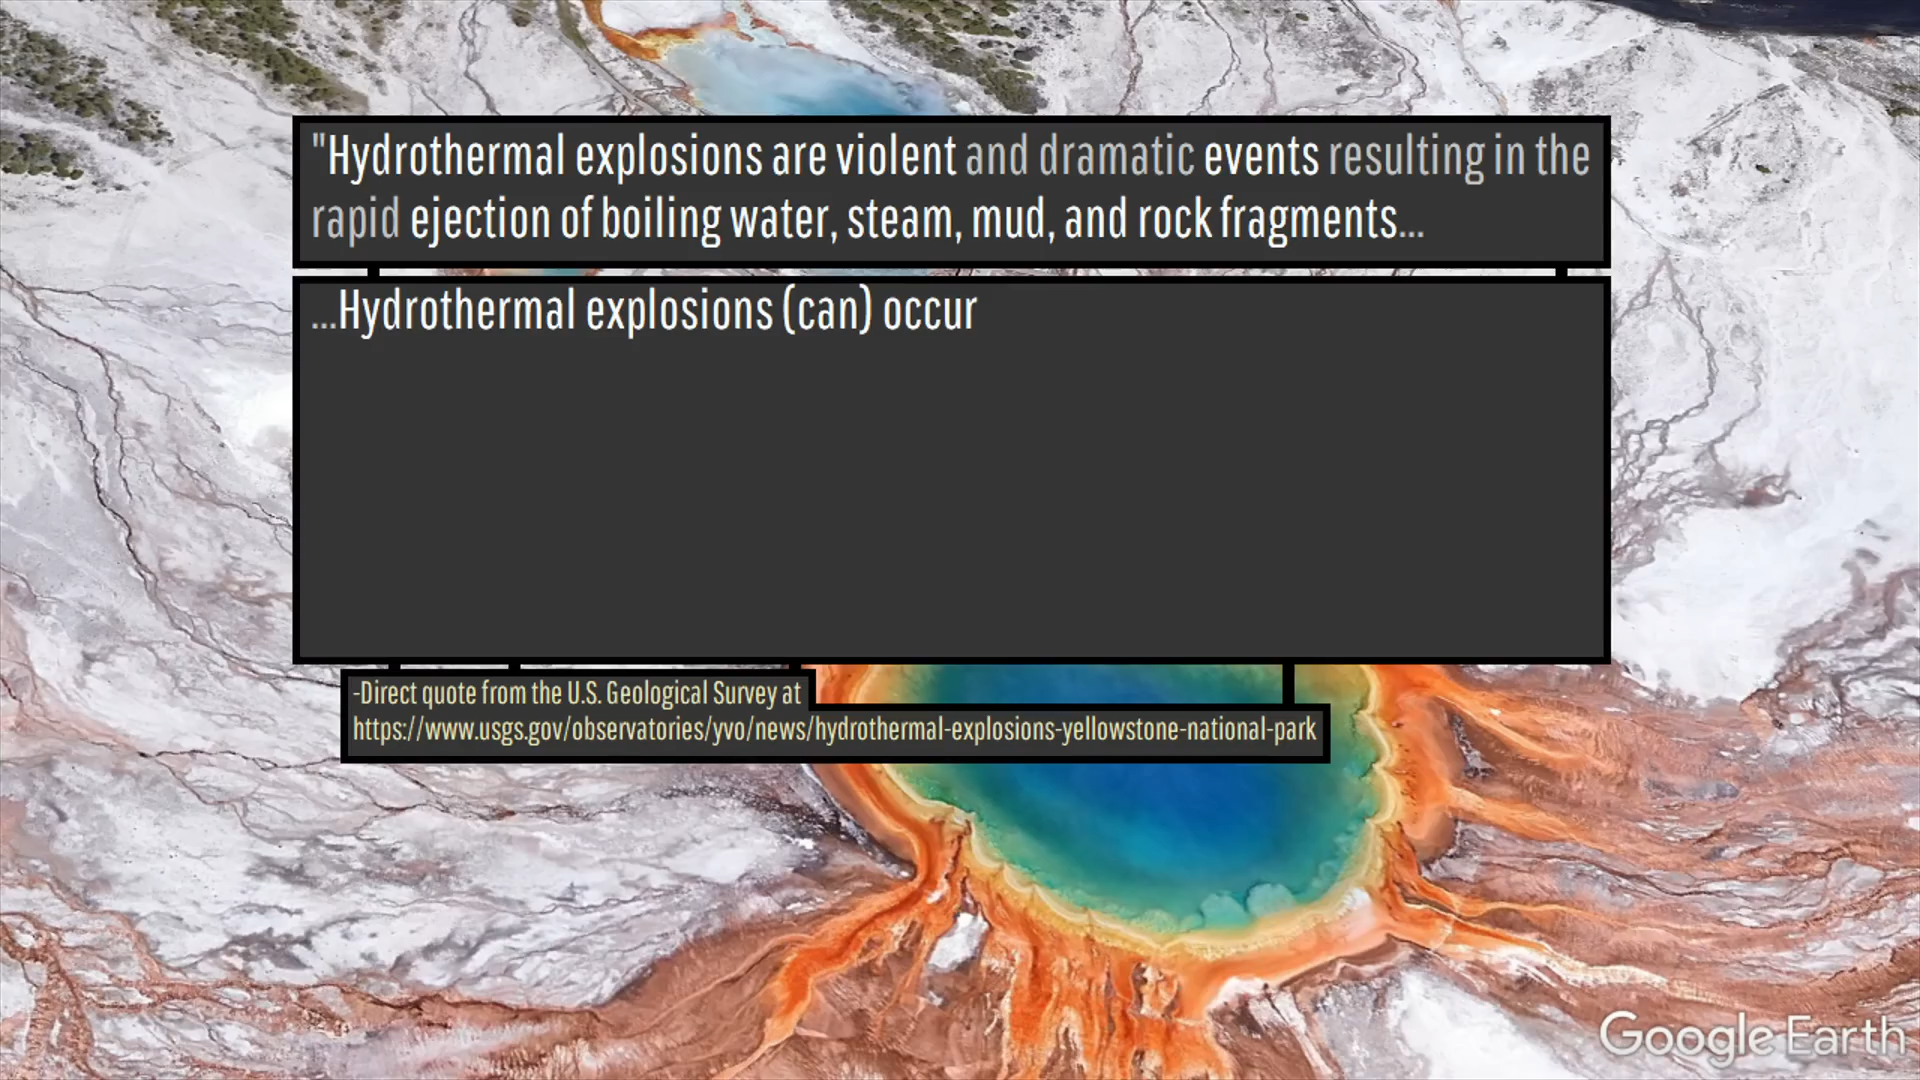 "Hydrothermal explosions are violent and dramatic events resulting in the
rapid ejection of boiling water, steam, mud, and rock fragments...
...Hydrothermal explosions (can) occur
-Direct quote from the U.S. Geological Survey at
https://www.usgs.gov/observatories/yvo/news/hydrothermal-explosions-yellowstone-national-park
Google Earth